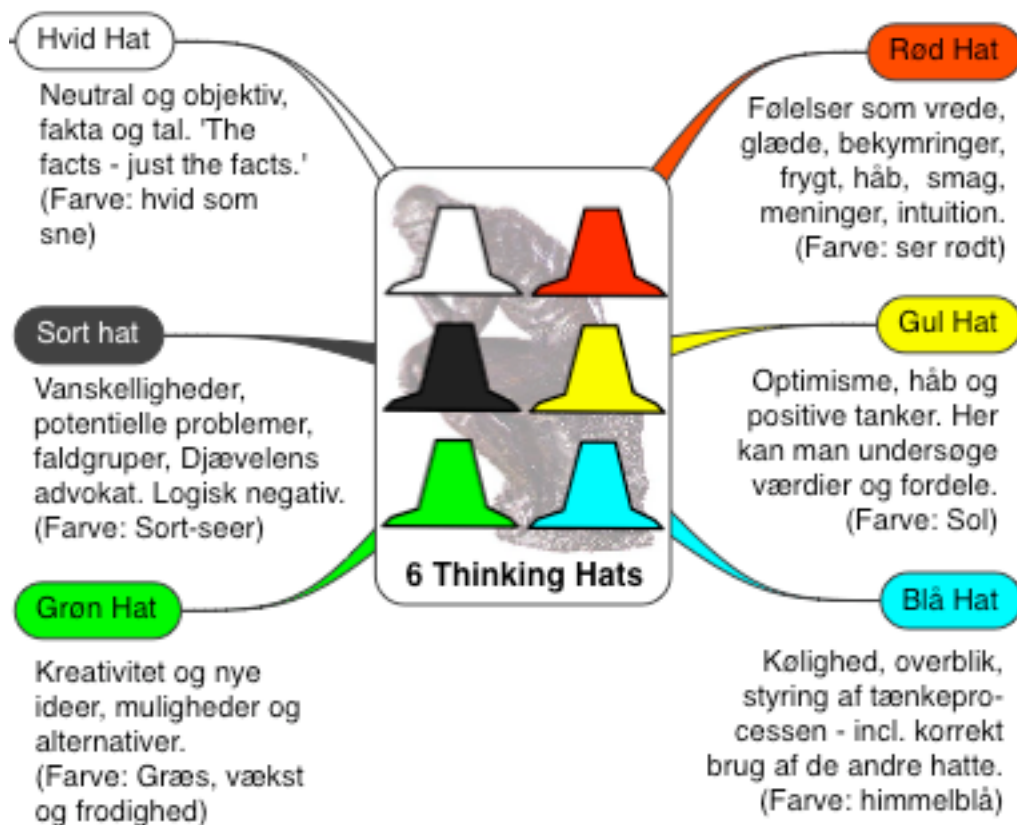 Hvid Hat
Neutral og objektiv,
fakta og tal. 'The
facts - just the facts.'
(Farve: hvid som
sne)
Sort hat
Vanskelligheder,
potentielle problemer,
faldgruper, Djævelens
advokat. Logisk negativ.
(Farve: Sort-seer)
Grøn Hat
Kreativitet og nye
ideer, muligheder og
alternativer.
(Farve: Græs, vækst
og frodighed)
6 Thinking Hats
Rød Hat
Følelser som vrede,
glæde, bekymringer,
frygt, håb, smag,
meninger, intuition.
(Farve: ser rødt)
Gul Hat
Optimisme, håb og
positive tanker. Her
kan man undersøge
værdier og fordele.
(Farve: Sol)
Blå Hat
Kølighed, overblik,
styring af tænkepro-
cessen - incl. korrekt
brug af de andre hatte.
(Farve: himmelblå)